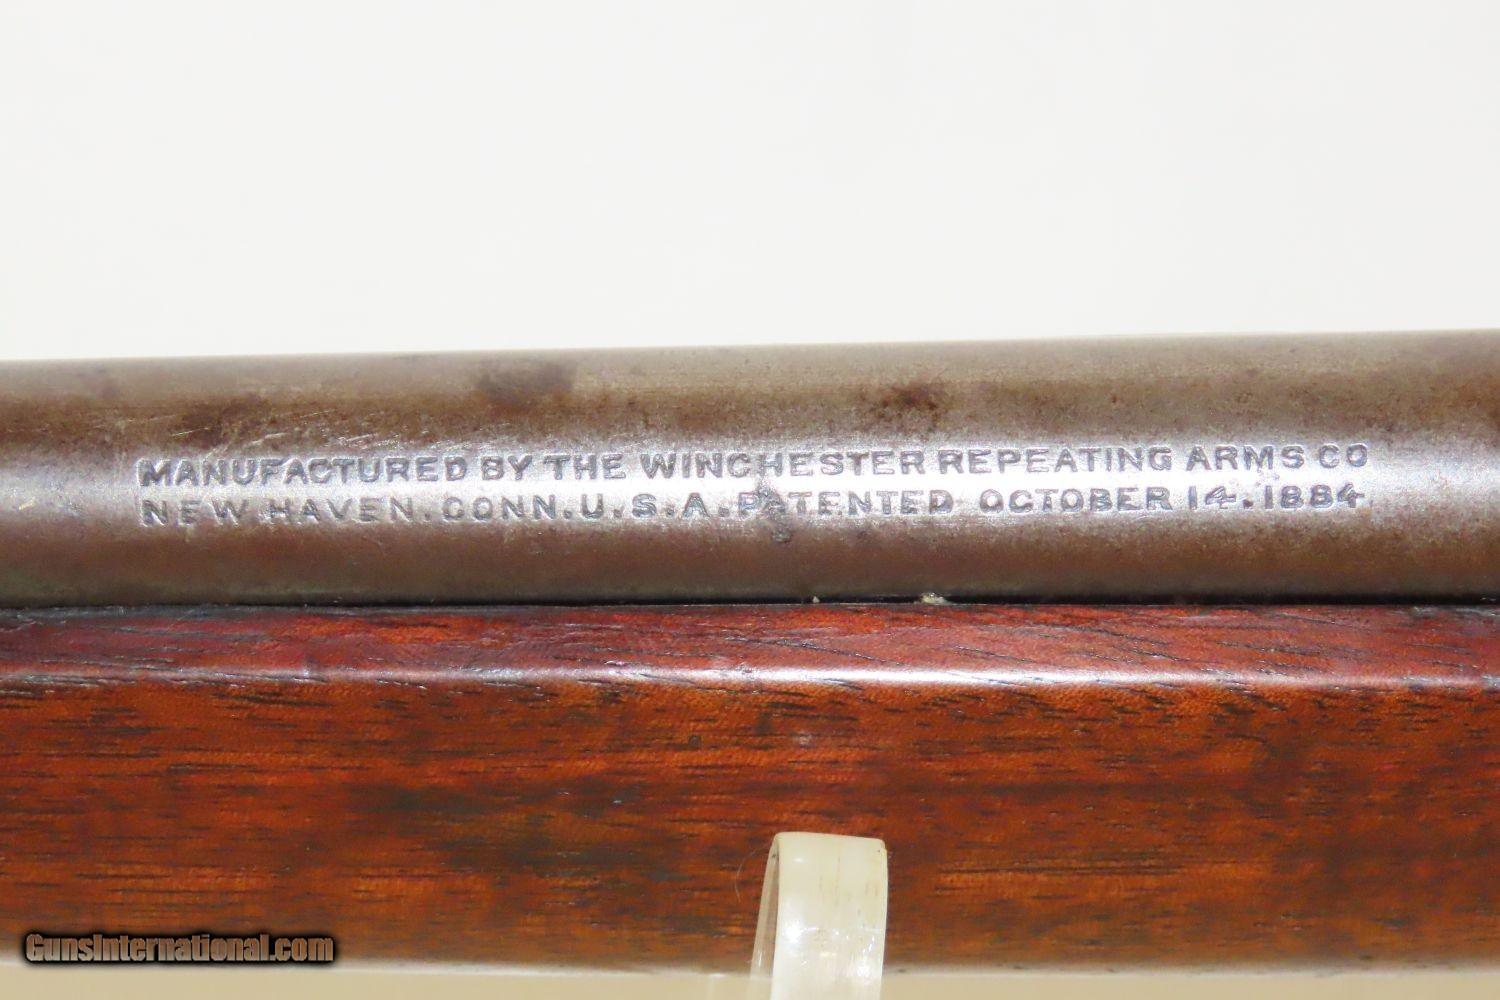 MANUFACTURED BY THE WINCHESTER REPEATING ARMS CO
NEW HAVEN. CONN. U. S. A. PATENTED OCTOBER 14. 1884.
GunsInternational.com